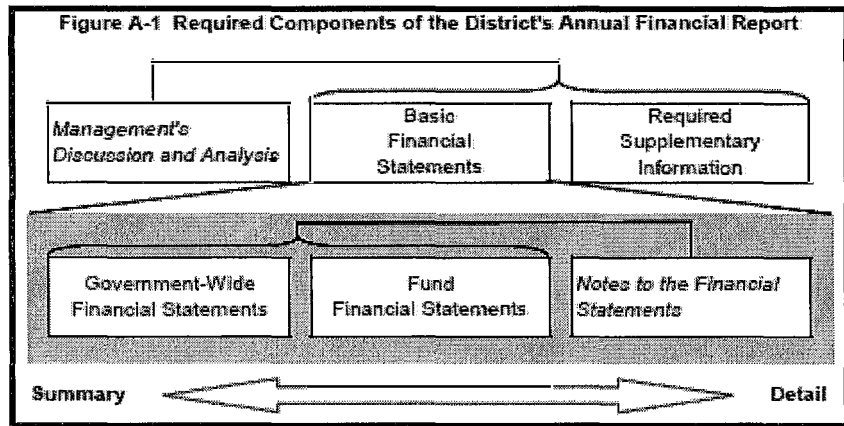 Figure A-1 Required Components of the District's Annual Financial Report
Management's
Discussion and Analysis
Basic
Financial
Statements
Required
Supplementary
Information
Government-Wide
Financial Statements
Fund
Financial Statements
Notes to the Financial
Statements
Summary
Detail